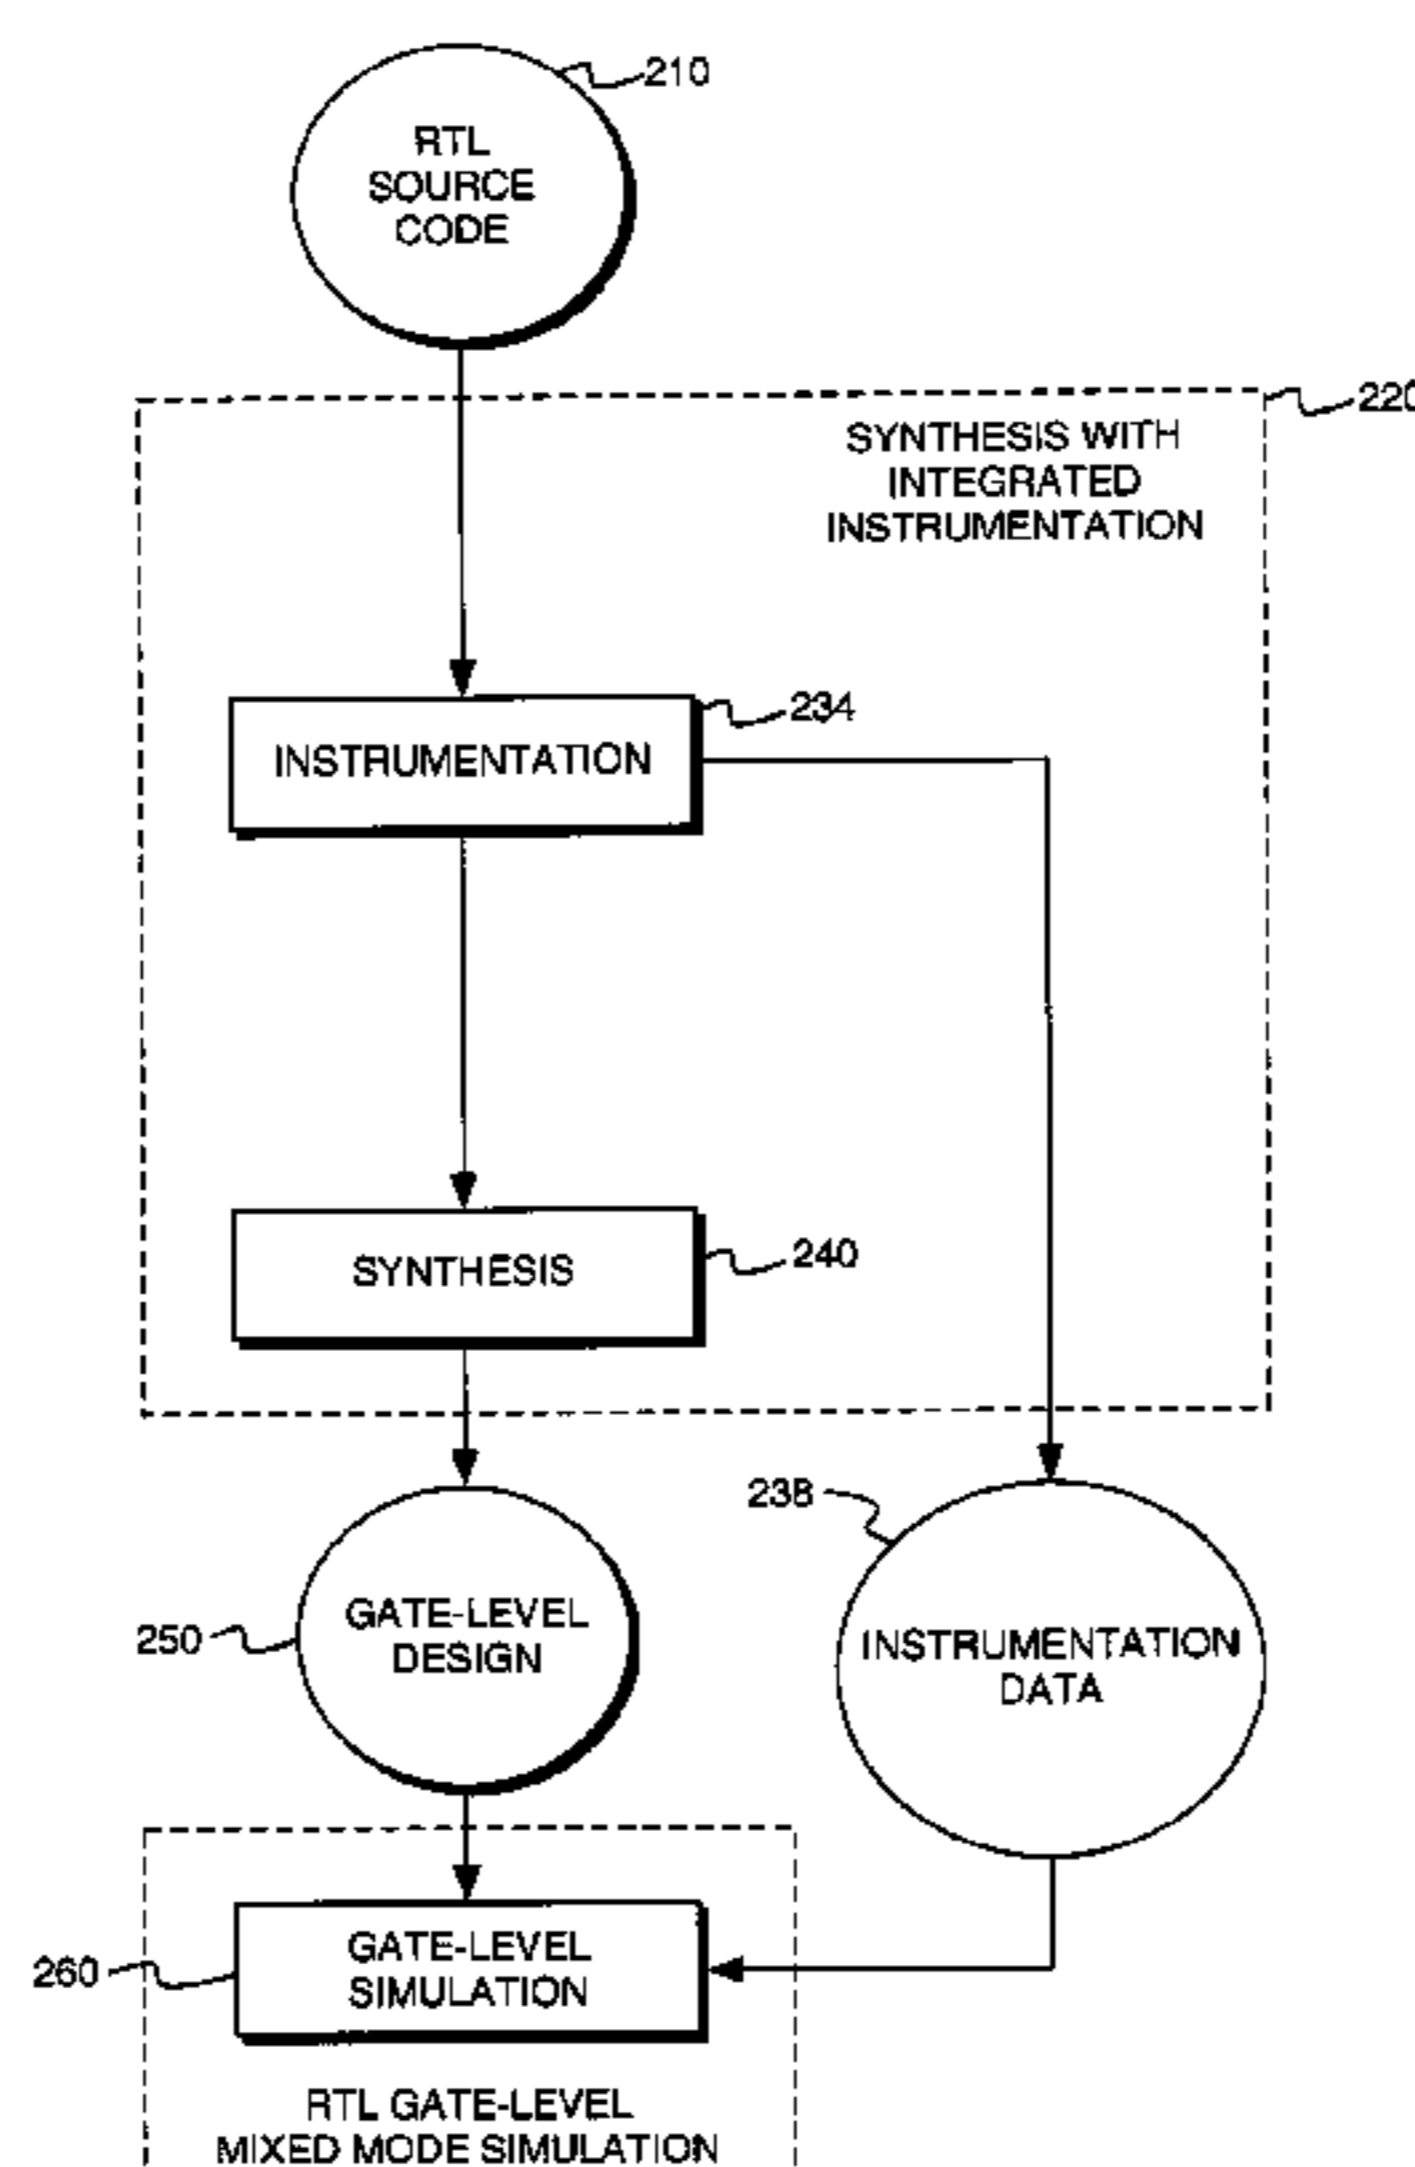 210
RTL
SOURCE
CODE
220
SYNTHESIS WITH
INTEGRATED
INSTRUMENTATION
234
INSTRUMENTATION
240
SYNTHESIS
238
250
GATE-LEVEL
DESIGN
INSTRUMENTATION
DATA
260
GATE-LEVEL
SIMULATION
RTL GATE-LEVEL
MIXED MODE SIMULATION